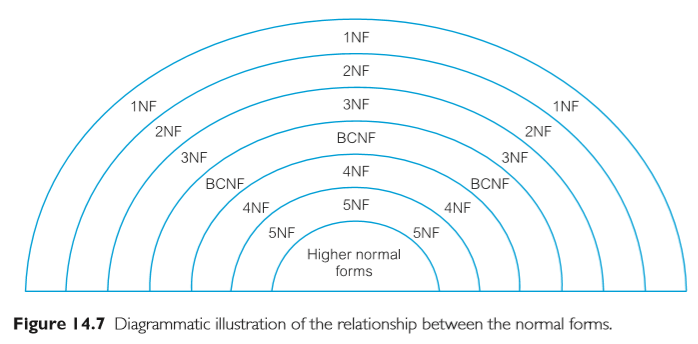 1NF
2NF
1NF
3NF
1NF
2NF
2NF
BCNF
3NF
3NF
4NF
BCNF
BCNF
5NF
4NF
4NF
5NF
5NF
Higher normal
forms
Figure 14.7 Diagrammatic illustration of the relationship between the normal forms.